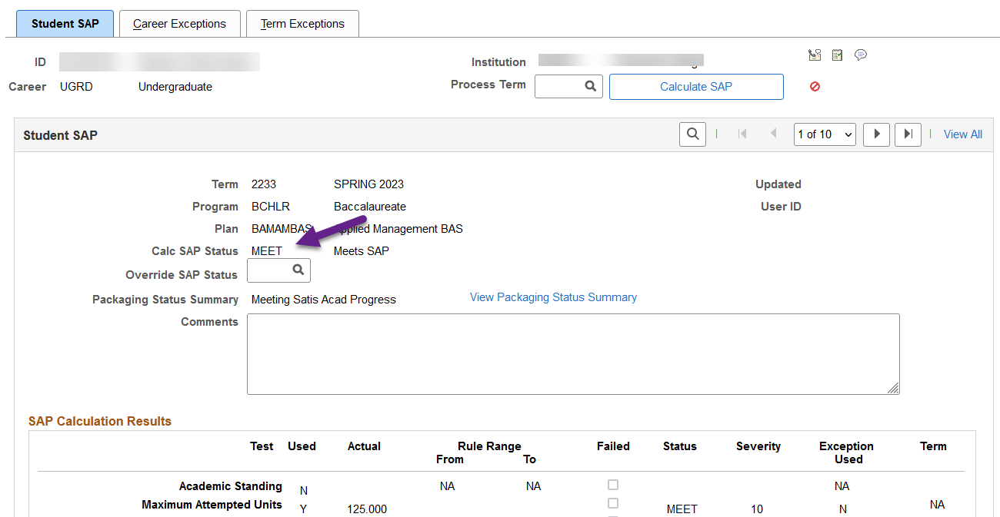 Student SAP Career Exceptions Term Exceptions
ID Institution
Career UGRD Undergraduate Process Term Calculate SAP
Student SAP 1 of 10 View All
Term 2233 SPRING 2023 Updated
Program BCHLR Baccalaureate User ID
Plan BAMAMBAS Management BAS
Calc SAP Status MEET Meets SAP
Override SAP Status
Packaging Status Summary Meeting Satis Acad Progress View Packaging Status Summary
Comments
SAP Calculation Results
Test Used Actual Rule Range Failed Status Severity Exception Term
From To Used
Academic Standing N NA NA NA
Maximum Attempted Units Y 125.000 MEET 10 N NA